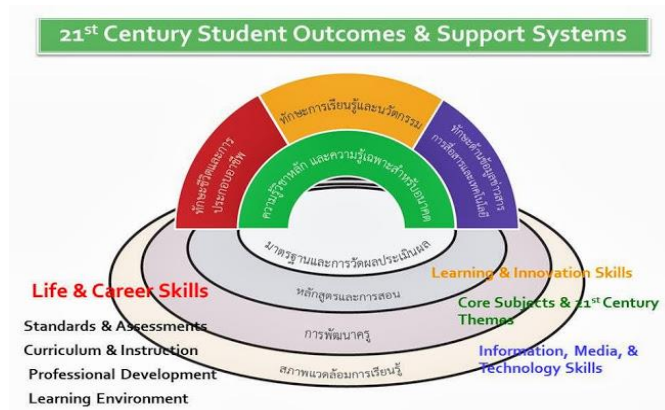 21st Century Student Outcomes & Support Systems
ทักษะชีวิตและการ
ประกอบอาชีพ
ทักษะการเรียนรู้และนวัตกรรม
ทักษะด้านข้อมูลข่าวสาร
การสื่อสารและเทคโนโลยี
ความรู้วิชาหลัก และความรู้เฉพาะสำหรับอนาคต
มาตรฐานและการวัดผลประเมินผล
หลักสูตรและการสอน
การพัฒนาครู
สภาพแวดล้อมการเรียนรู้
Life & Career Skills
Standards & Assessments
Curriculum & Instruction
Professional Development
Learning Environment
Learning & Innovation Skills
Core Subjects & 21st Century
Themes
Information, Media, &
Technology Skills